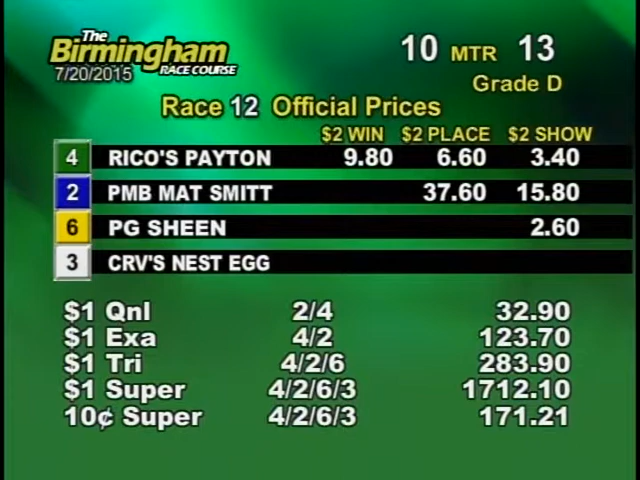 The
Birmingham
RACE COURSE
7/20/2015
10 MTR 13
Grade D
Race 12 Official Prices
$2 WIN $2 PLACE $2 SHOW
4 RICO'S PAYTON 9.80 6.60 3.40
2 PMB MAT SMITT 37.60 15.80
6 PG SHEEN 2.60
3 CRV'S NEST EGG
$1 Qnl 2/4 32.90
$1 Exa 4/2 123.70
$1 Tri 4/2/6 283.90
$1 Super 4/2/6/3 1712.10
10¢ Super 4/2/6/3 171.21